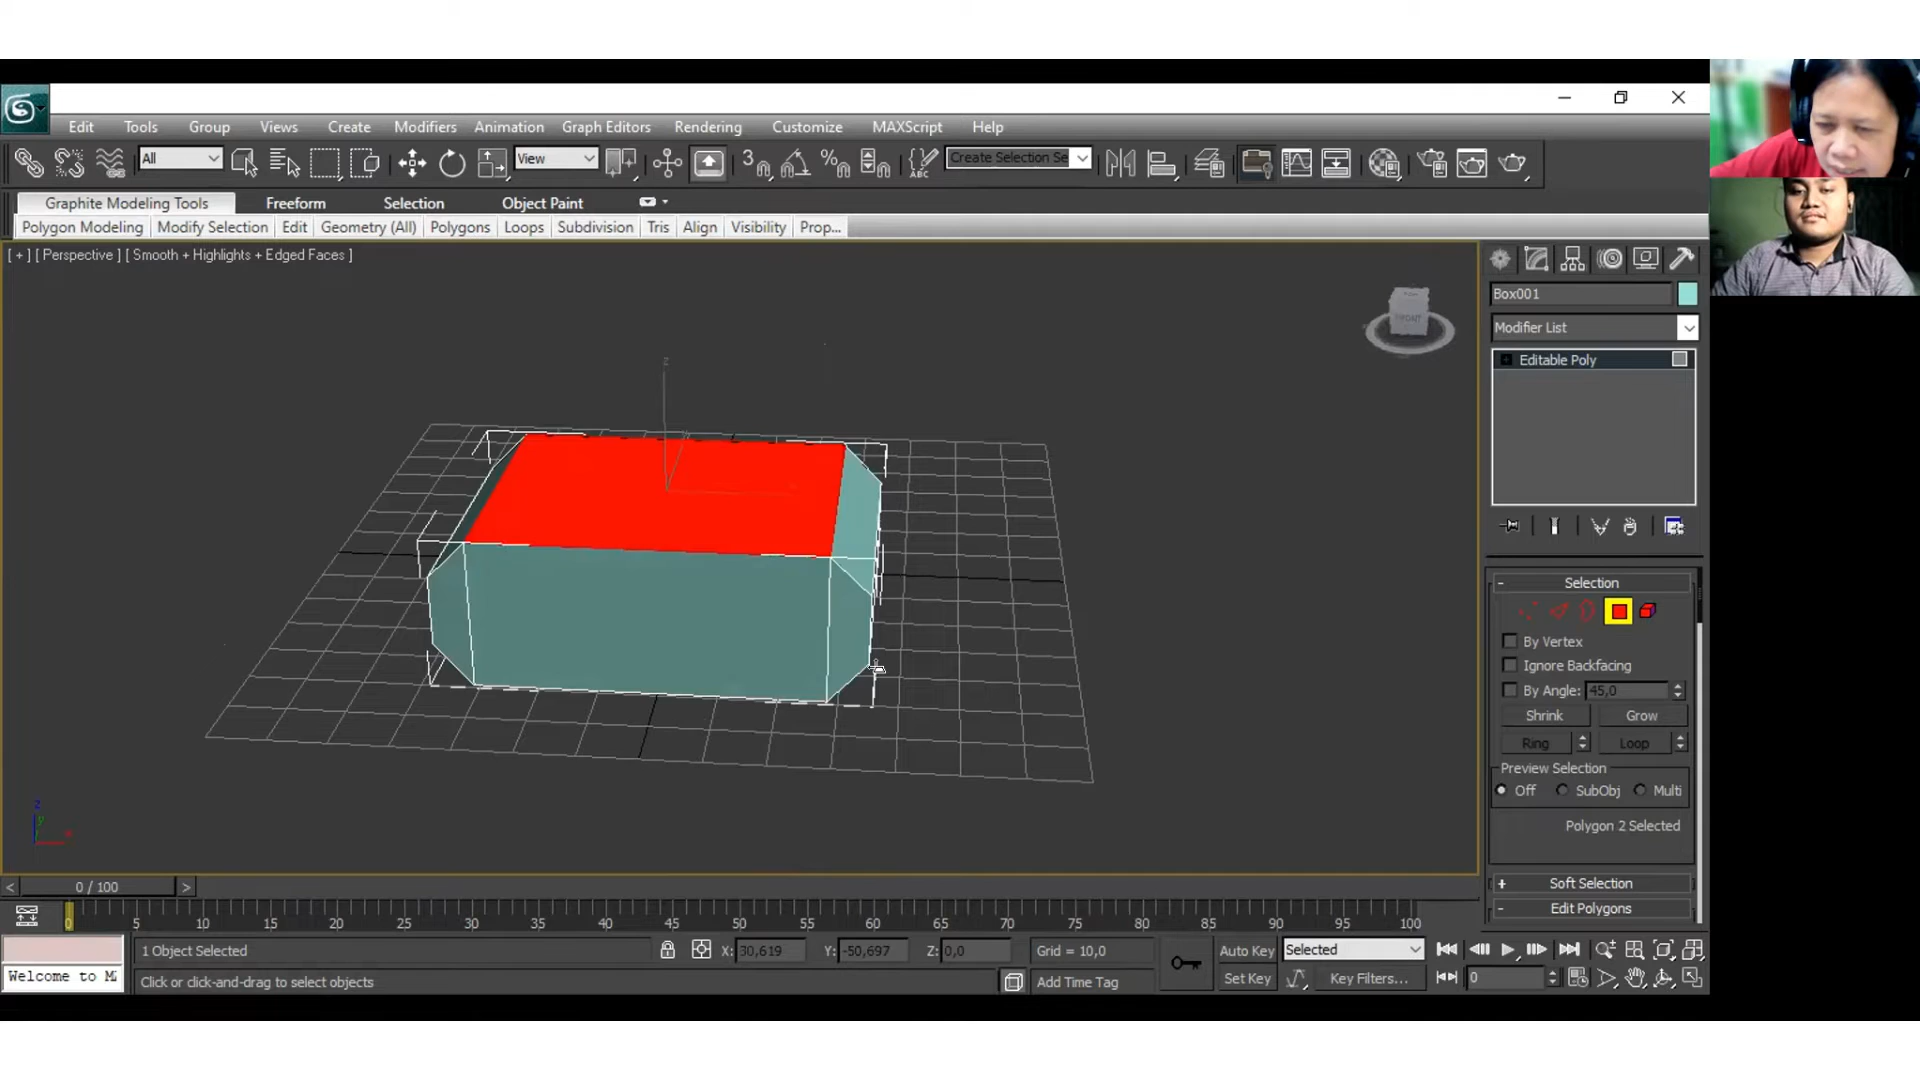 Edit Tools Group Views Create Modifiers Animation Graph Editors Rendering Customize MAXScript Help
All View 3 % ABC Create Selection Se
Graphite Modeling Tools Freeform Selection Object Paint
Polygon Modeling Modify Selection Edit Geometry (All) Polygons Loops Subdivision Tris Align Visibility Prop...
[ + ] [ Perspective ] [ Smooth + Highlights + Edged Faces ]
Box001
FRONT
Modifier List
Editable Poly
z
- Selection
By Vertex
Ignore Backfacing
By Angle: 45,0
Shrink Grow
Ring Loop
Preview Selection
Off SubObj Multi
z
y
x
Polygon 2 Selected
+ Soft Selection
- Edit Polygons
< 0 / 100 >
0 5 10 15 20 25 30 35 40 45 50 55 60 65 70 75 80 85 90 95 100
1 Object Selected X: 30,619 Y: -50,697 Z: 0,0 Grid = 10,0 Auto Key Selected
Welcome to M Click or click-and-drag to select objects Add Time Tag Set Key Key Filters... 0